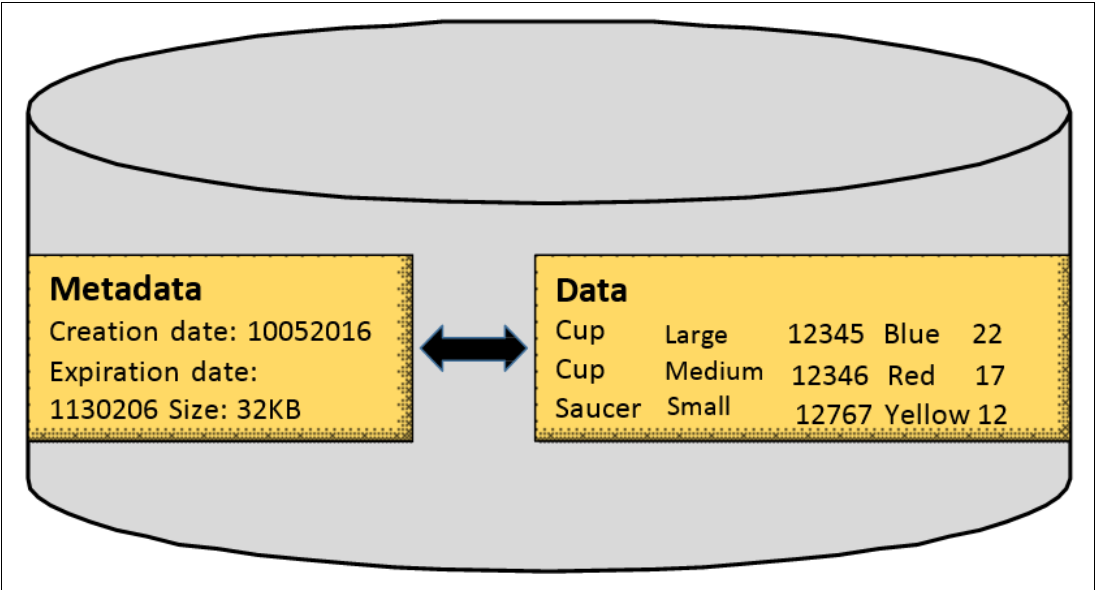 Metadata
Creation date: 10052016
Expiration date:
1130206 Size: 32KB
Data
Cup Large 12345 Blue 22
Cup Medium 12346 Red 17
Saucer Small 12767 Yellow 12